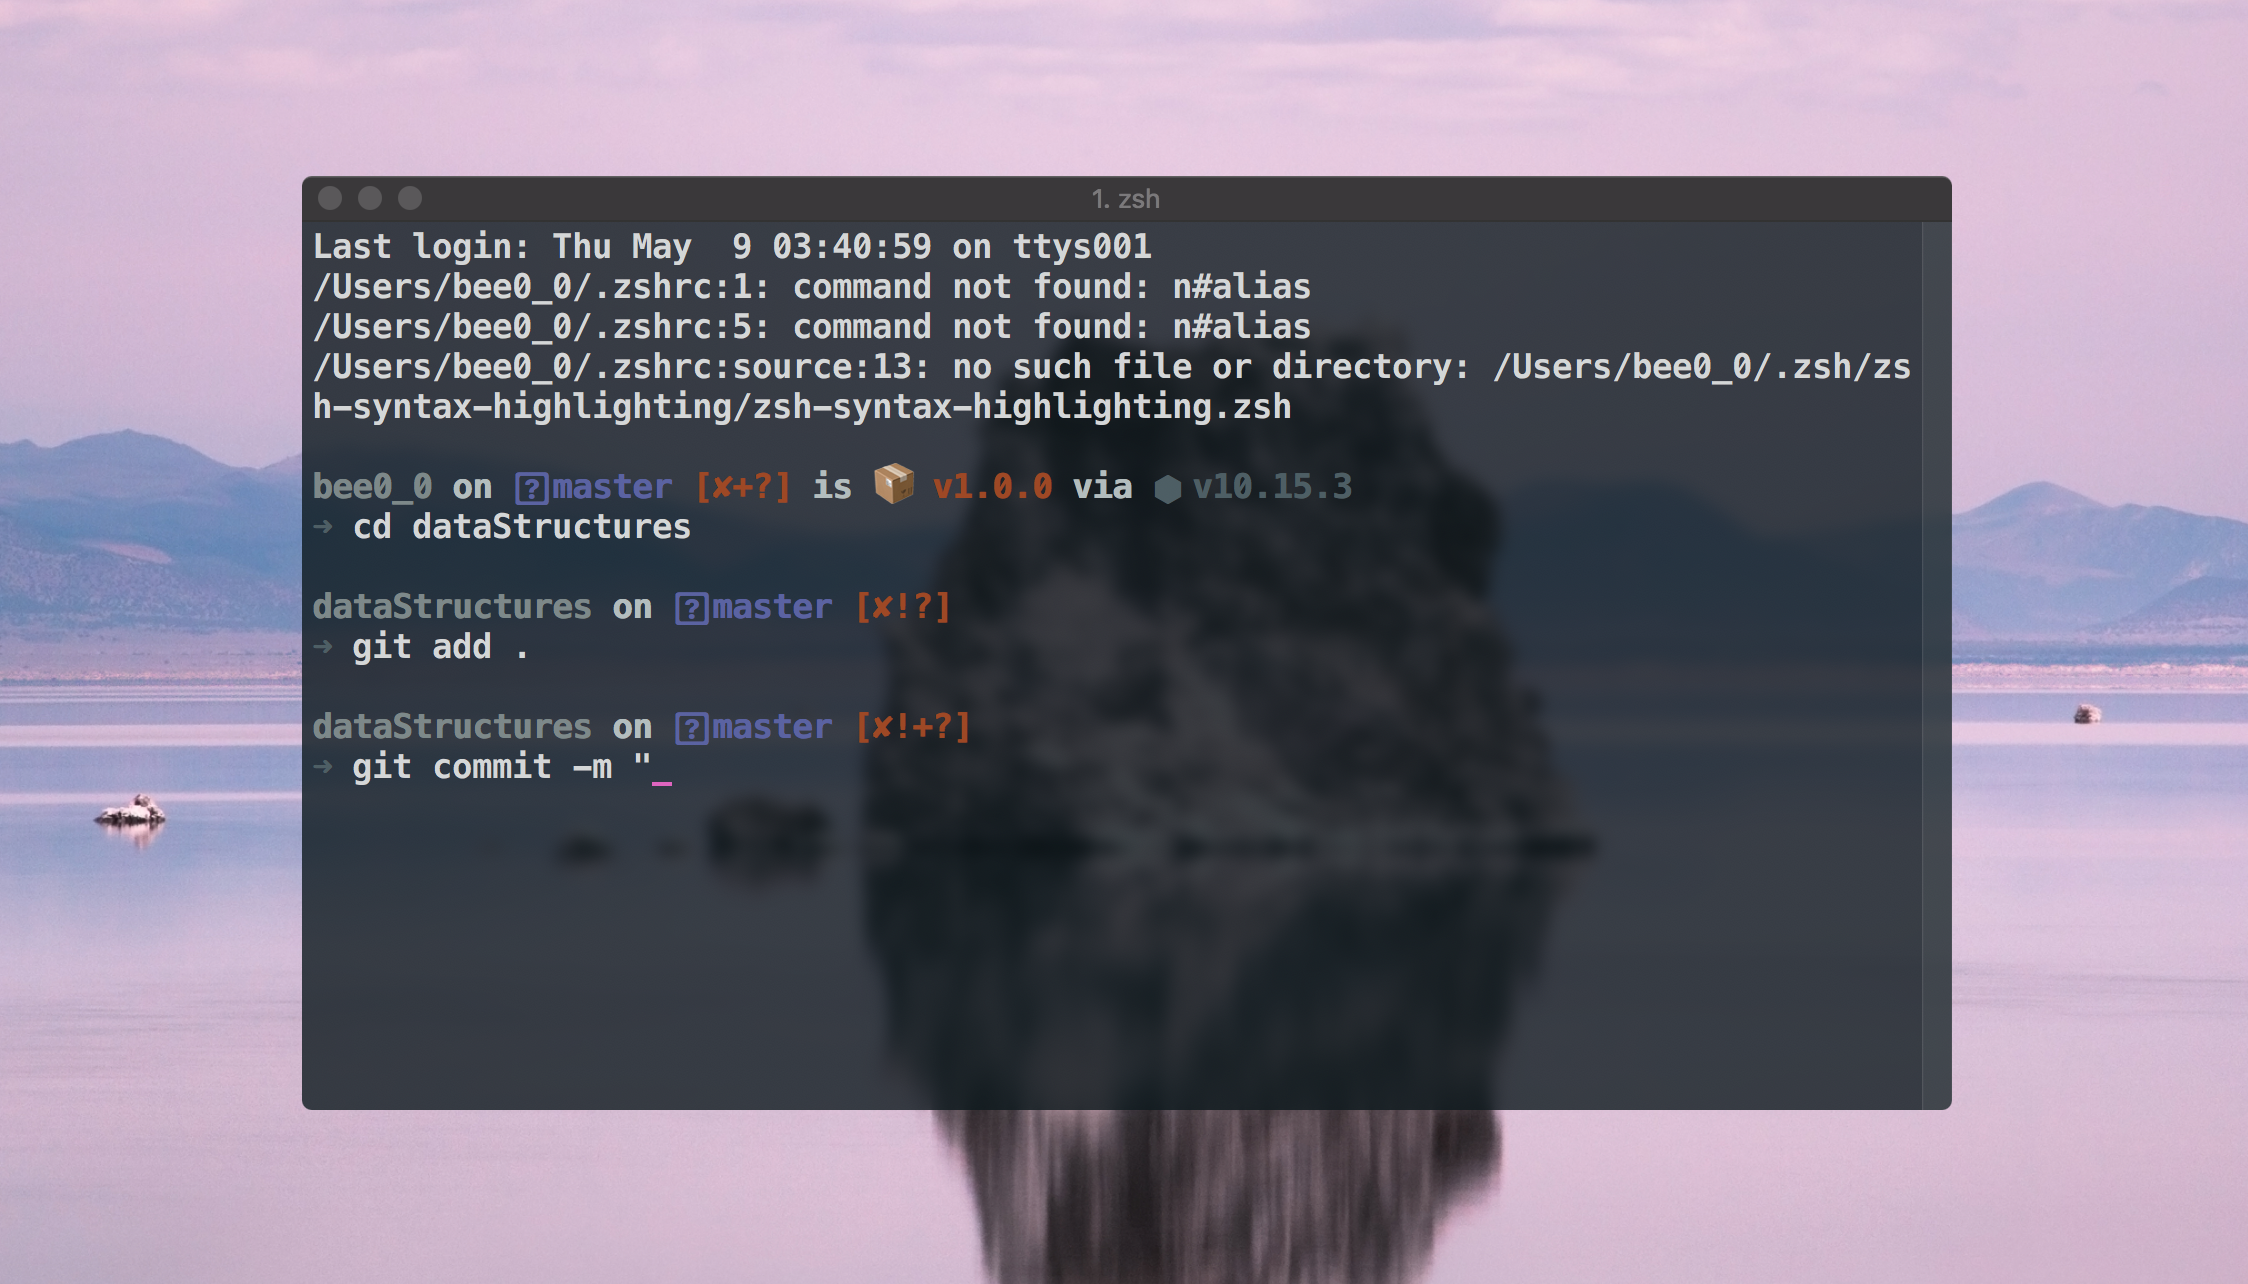 1. zsh
Last login: Thu May  9 03:40:59 on ttys001
/Users/bee0_0/.zshrc:1: command not found: n#alias
/Users/bee0_0/.zshrc:5: command not found: n#alias
/Users/bee0_0/.zshrc:source:13: no such file or directory: /Users/bee0_0/.zsh/zs
h-syntax-highlighting/zsh-syntax-highlighting.zsh
bee0_0 on [?]master [✘+?] is 📦 v1.0.0 via ⬢ v10.15.3
➜ cd dataStructures
dataStructures on [?]master [✘!?]
➜ git add .
dataStructures on [?]master [✘!+?]
➜ git commit -m "_